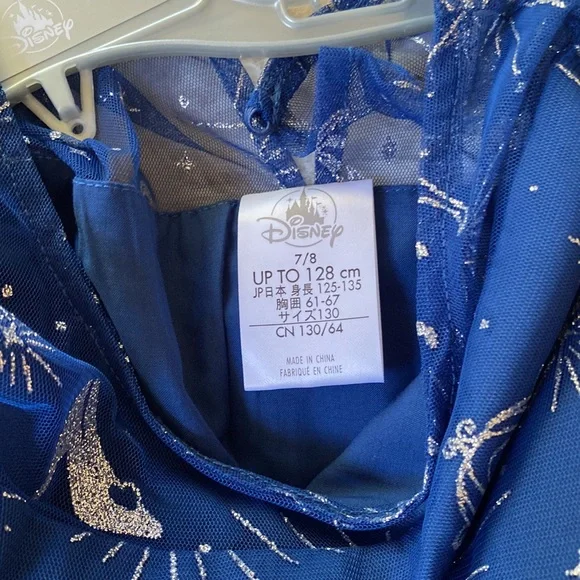 Disney
Disney
7/8
UP TO 128 cm
JP日本 身長 125-135
胸囲 61-67
サイズ130
CN 130/64
MADE IN CHINA
FABRIQUÉ EN CHINE